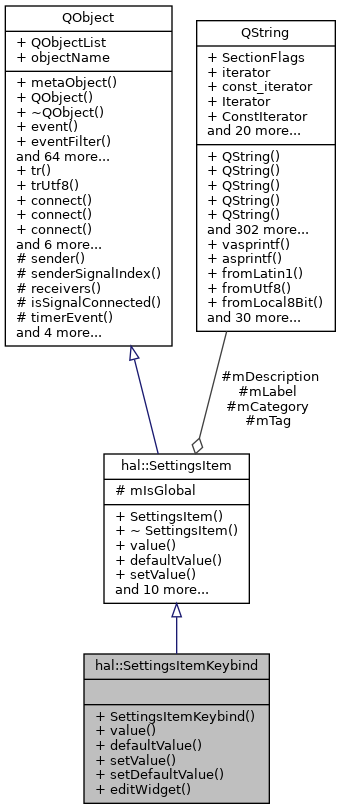 QObject
+ QObjectList
+ objectName
+ metaObject()
+ QObject()
+ ~QObject()
+ event()
+ eventFilter()
and 64 more...
+ tr()
+ trUtf8()
+ connect()
+ connect()
+ connect()
and 6 more...
# sender()
# senderSignalIndex()
# receivers()
# isSignalConnected()
# timerEvent()
and 4 more...
QString
+ SectionFlags
+ iterator
+ const_iterator
+ Iterator
+ ConstIterator
and 20 more...
+ QString()
+ QString()
+ QString()
+ QString()
+ QString()
and 302 more...
+ vasprintf()
+ asprintf()
+ fromLatin1()
+ fromUtf8()
+ fromLocal8Bit()
and 30 more...
#mDescription
#mLabel
#mCategory
#mTag
hal::SettingsItem
# mIsGlobal
+ SettingsItem()
+ ~ SettingsItem()
+ value()
+ defaultValue()
+ setValue()
and 10 more...
hal::SettingsItemKeybind
+ SettingsItemKeybind()
+ value()
+ defaultValue()
+ setValue()
+ setDefaultValue()
+ editWidget()